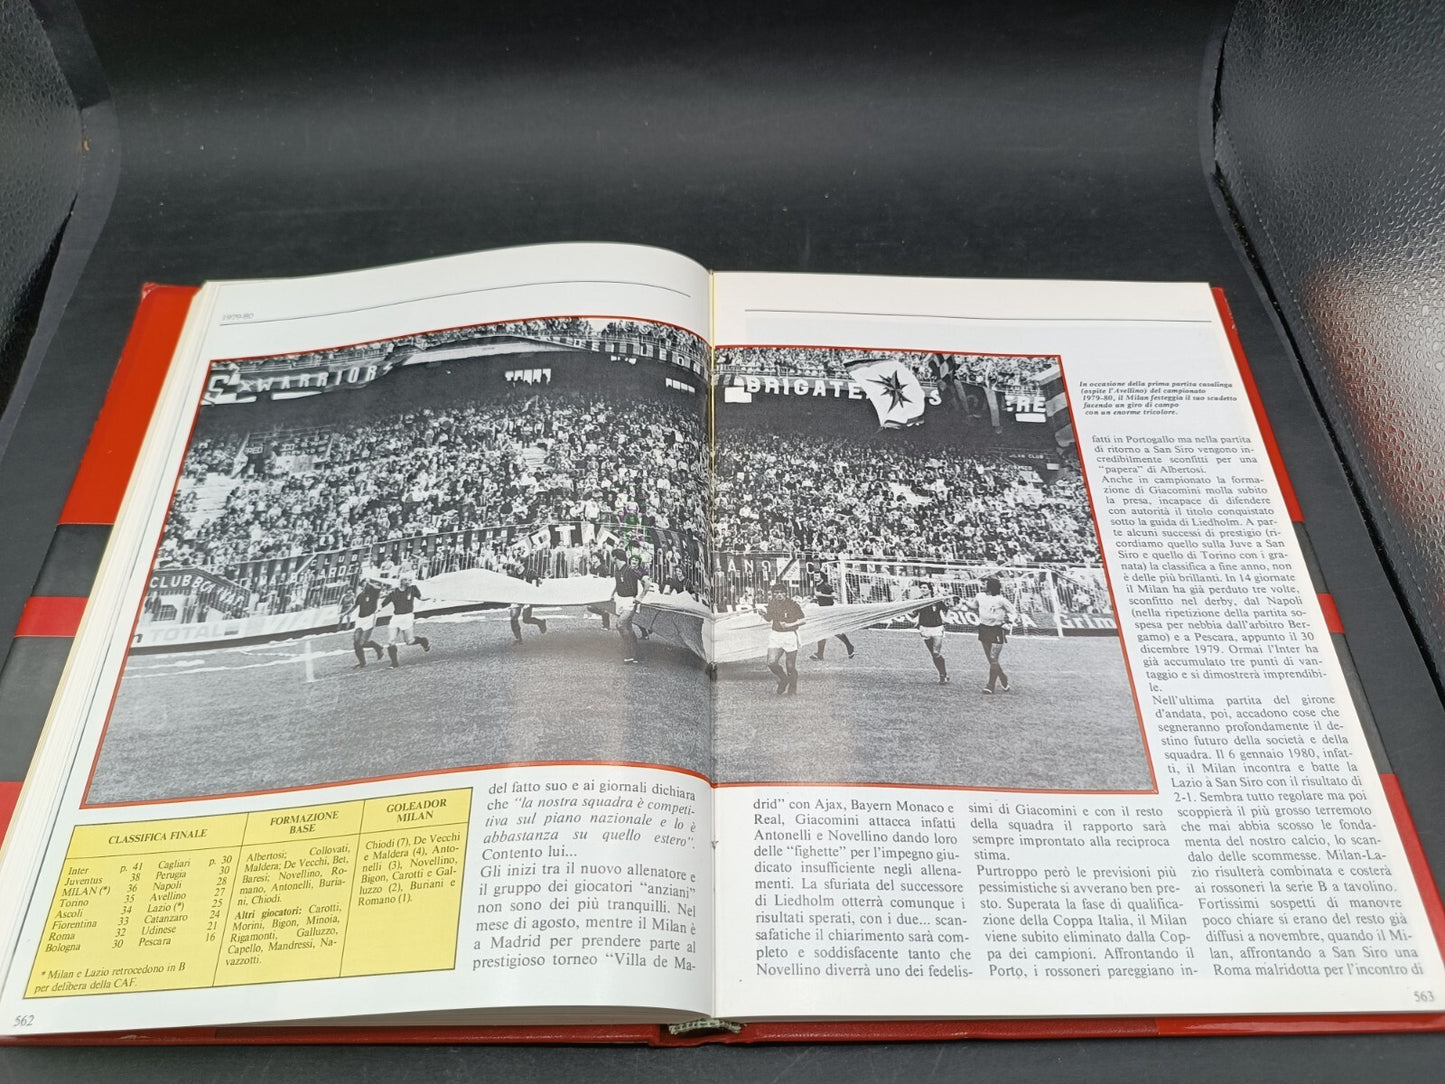 1979-80
WARRIORS
BRIGATE
In occasione della prima partita casalinga
(ospite l'Avellino) del campionato
1979-80, il Milan festeggia il suo scudetto
facendo un giro di campo
con un enorme tricolore.
TOTAL
CLASSIFICA FINALE
Inter p. 41 Cagliari p. 30
Juventus 38 Perugia 30
MILAN (*) 36 Napoli 28
Torino 35 Avellino 27
Ascoli 34 Lazio (*) 25
Fiorentina 33 Catanzaro 24
Roma 32 Udinese 21
Bologna 30 Pescara 16
* Milan e Lazio retrocedono in B
per delibera della CAF.
FORMAZIONE
BASE
Albertosi; Collovati,
Maldera; De Vecchi, Bet,
Baresi; Novellino, Ro-
mano, Antonelli, Buria-
ni, Chiodi.
Altri giocatori: Carotti,
Morini, Bigon, Minoia,
Rigamonti, Galluzzo,
Capello, Mandressi, Na-
vazzotti.
GOLEADOR
MILAN
Chiodi (7), De Vecchi
e Maldera (4), Anto-
nelli (3), Novellino,
Bigon, Carotti e Gal-
luzzo (2), Buriani e
Romano (1).
562
del fatto suo e ai giornali dichiara
che "la nostra squadra è competi-
tiva sul piano nazionale e lo è
abbastanza su quello estero".
Contento lui...
Gli inizi tra il nuovo allenatore e
il gruppo dei giocatori "anziani"
non sono dei più tranquilli. Nel
mese di agosto, mentre il Milan è
a Madrid per prendere parte al
prestigioso torneo "Villa de Ma-
drid" con Ajax, Bayern Monaco e
Real, Giacomini attacca infatti
Antonelli e Novellino dando loro
delle "fighette" per l'impegno giu-
dicato insufficiente negli allena-
menti. La sfuriata del successore
di Liedholm otterrà comunque i
risultati sperati, con i due... scan-
safatiche il chiarimento sarà com-
pleto e soddisfacente tanto che
Novellino diverrà uno dei fedelis-
simi di Giacomini e con il resto
della squadra il rapporto sarà
sempre improntato alla reciproca
stima.
Purtroppo però le previsioni più
pessimistiche si avverano ben pre-
sto. Superata la fase di qualifica-
zione della Coppa Italia, il Milan
viene subito eliminato dalla Cop-
pa dei campioni. Affrontando il
Porto, i rossoneri pareggiano in-
fatti in Portogallo ma nella partita
di ritorno a San Siro vengono in-
credibilmente sconfitti per una
"papera" di Albertosi.
Anche in campionato la forma-
zione di Giacomini molla subito
la presa, incapace di difendere
con autorità il titolo conquistato
sotto la guida di Liedholm. A par-
te alcuni successi di prestigio (ri-
cordiamo quello sulla Juve a San
Siro e quello di Torino con i gra-
nata) la classifica a fine anno, non
è delle più brillanti. In 14 giornate
il Milan ha già perduto tre volte,
sconfitto nel derby, dal Napoli
(nella ripetizione della partita so-
spesa per nebbia dall'arbitro Ber-
gamo) e a Pescara, appunto il 30
dicembre 1979. Ormai l'Inter ha
già accumulato tre punti di van-
taggio e si dimostrerà imprendibi-
le.
Nell'ultima partita del girone
d'andata, poi, accadono cose che
segneranno profondamente il de-
stino futuro della società e della
squadra. Il 6 gennaio 1980, infat-
ti, il Milan incontra e batte la
Lazio a San Siro con il risultato di
2-1. Sembra tutto regolare ma poi
scoppierà il più grosso terremoto
che mai abbia scosso le fonda-
menta del nostro calcio, lo scan-
dalo delle scommesse. Milan-La-
zio risulterà combinata e costerà
ai rossoneri la serie B a tavolino.
Fortissimi sospetti di manovre
poco chiare si erano del resto già
diffusi a novembre, quando il Mi-
lan, affrontando a San Siro una
Roma malridotta per l'incontro di
563